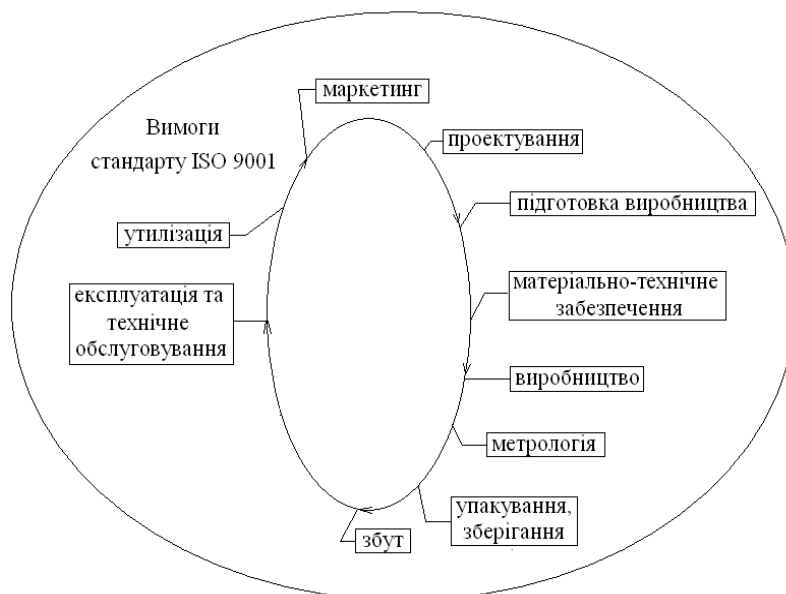 маркетинг
Вимоги
стандарту ISO 9001
проектування
підготовка виробництва
утилізація
матеріально-технічне
забезпечення
експлуатація та
технічне
обслуговування
виробництво
метрологія
упакування,
зберігання
збут